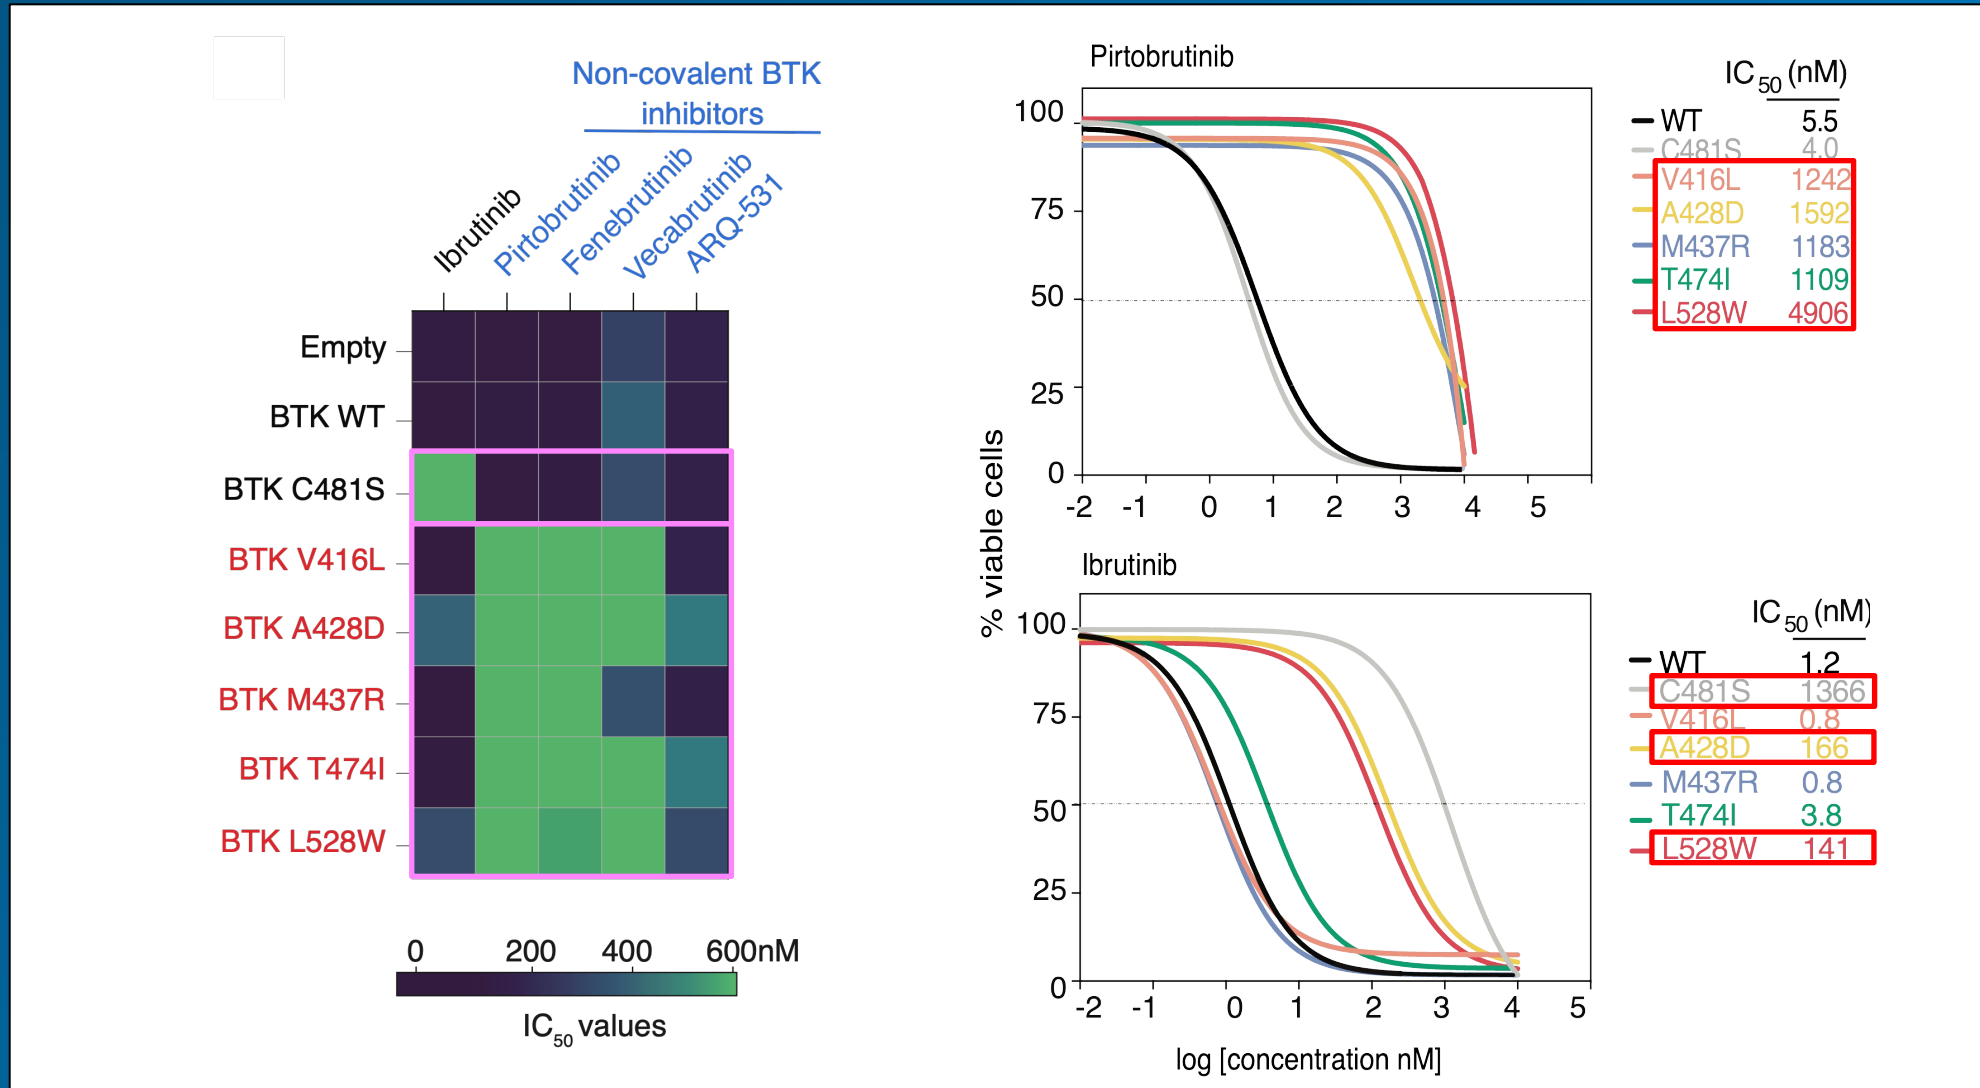 Non-covalent BTK
inhibitors
Ibrutinib
Pirtobrutinib
Fenebrutinib
Vecabrutinib
ARQ-531
Empty
BTK WT
BTK C481S
BTK V416L
BTK A428D
BTK M437R
BTK T474I
BTK L528W
0 200 400 600nM
IC50 values
% viable cells
Pirtobrutinib
100
75
50
25
0
-2 -1 0 1 2 3 4 5
IC50 (nM)
WT 5.5
C481S 4.0
V416L 1242
A428D 1592
M437R 1183
T474I 1109
L528W 4906
Ibrutinib
100
75
50
25
0
-2 -1 0 1 2 3 4 5
log [concentration nM]
IC50 (nM)
WT 1.2
C481S 1366
V416L 0.8
A428D 166
M437R 0.8
T474I 3.8
L528W 141